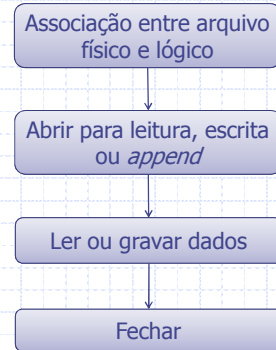 Associação entre arquivo
físico e lógico
Abrir para leitura, escrita
ou append
Ler ou gravar dados
Fechar